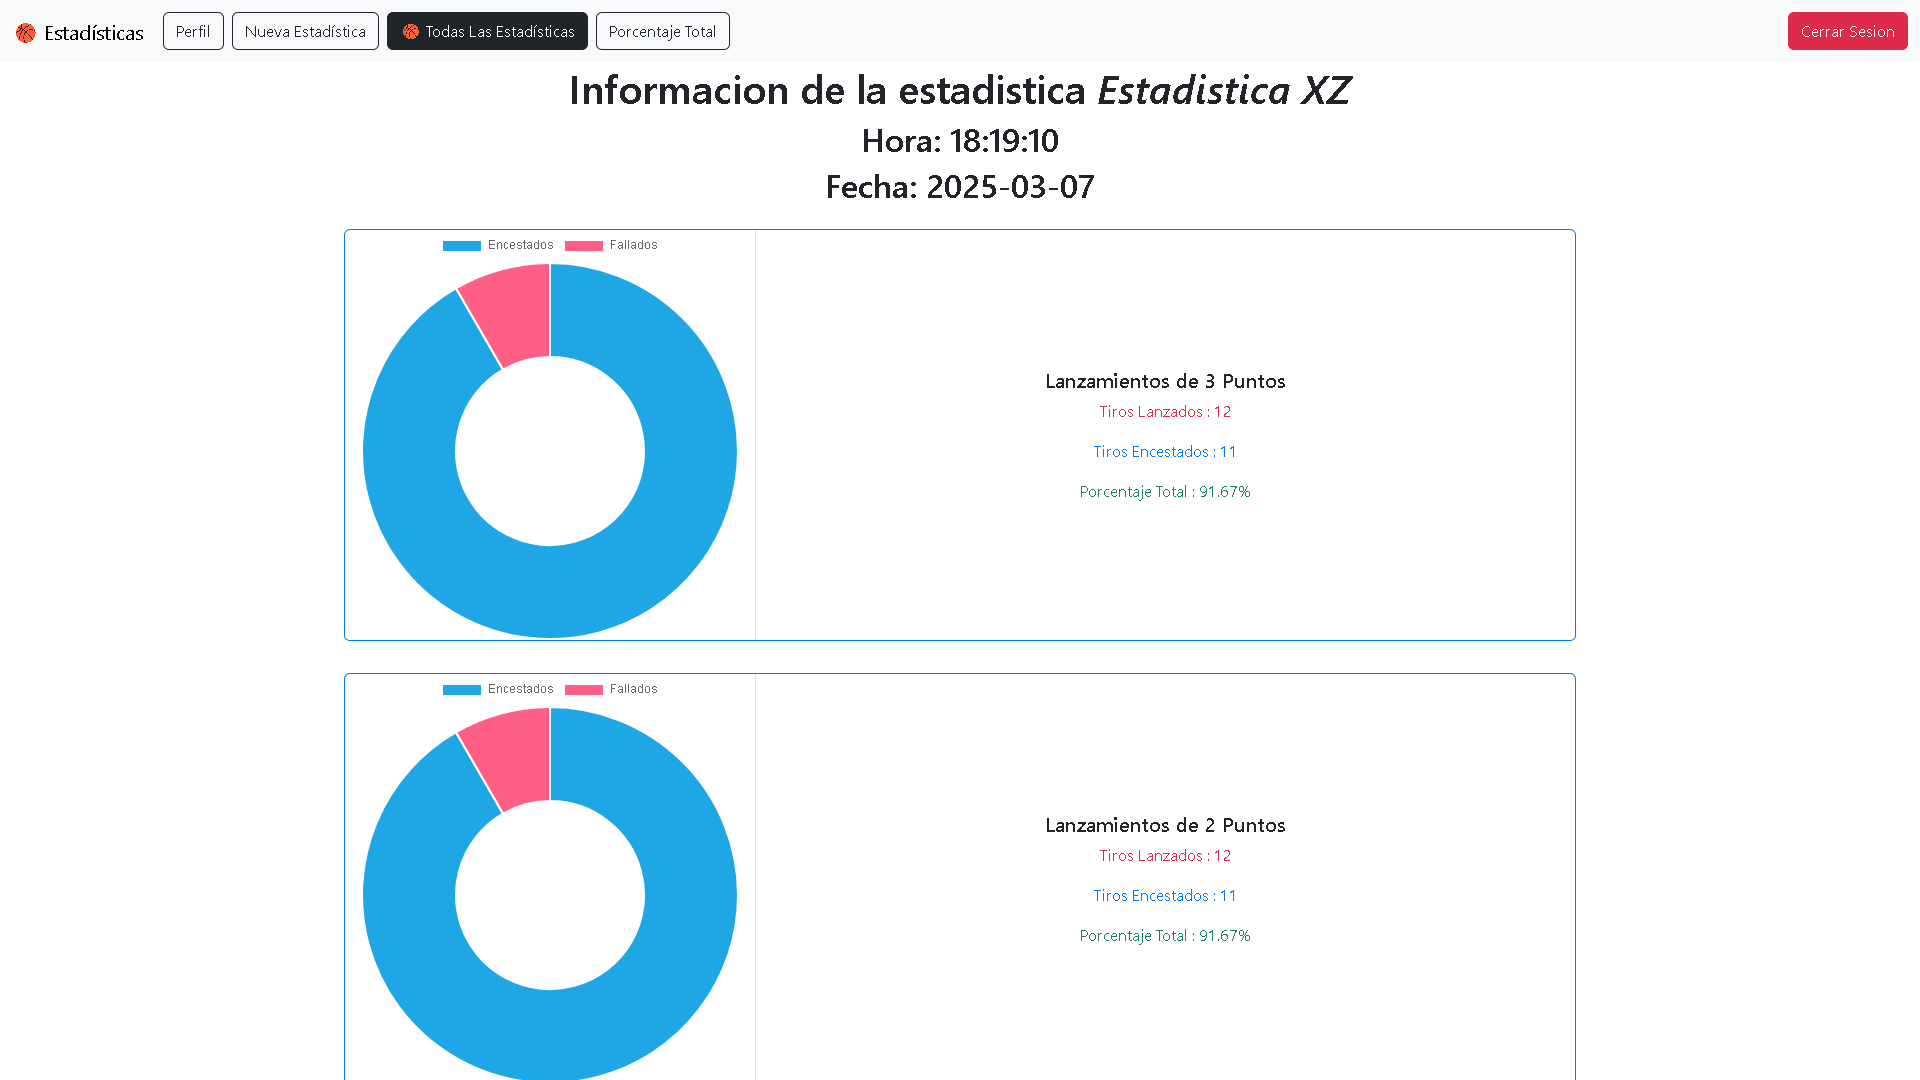 Estadísticas Perfil Nueva Estadística Todas Las Estadísticas Porcentaje Total Cerrar Sesion
Informacion de la estadistica Estadistica XZ
Hora: 18:19:10
Fecha: 2025-03-07
Encestados Fallados
Lanzamientos de 3 Puntos
Tiros Lanzados : 12
Tiros Encestados : 11
Porcentaje Total : 91.67%
Encestados Fallados
Lanzamientos de 2 Puntos
Tiros Lanzados : 12
Tiros Encestados : 11
Porcentaje Total : 91.67%